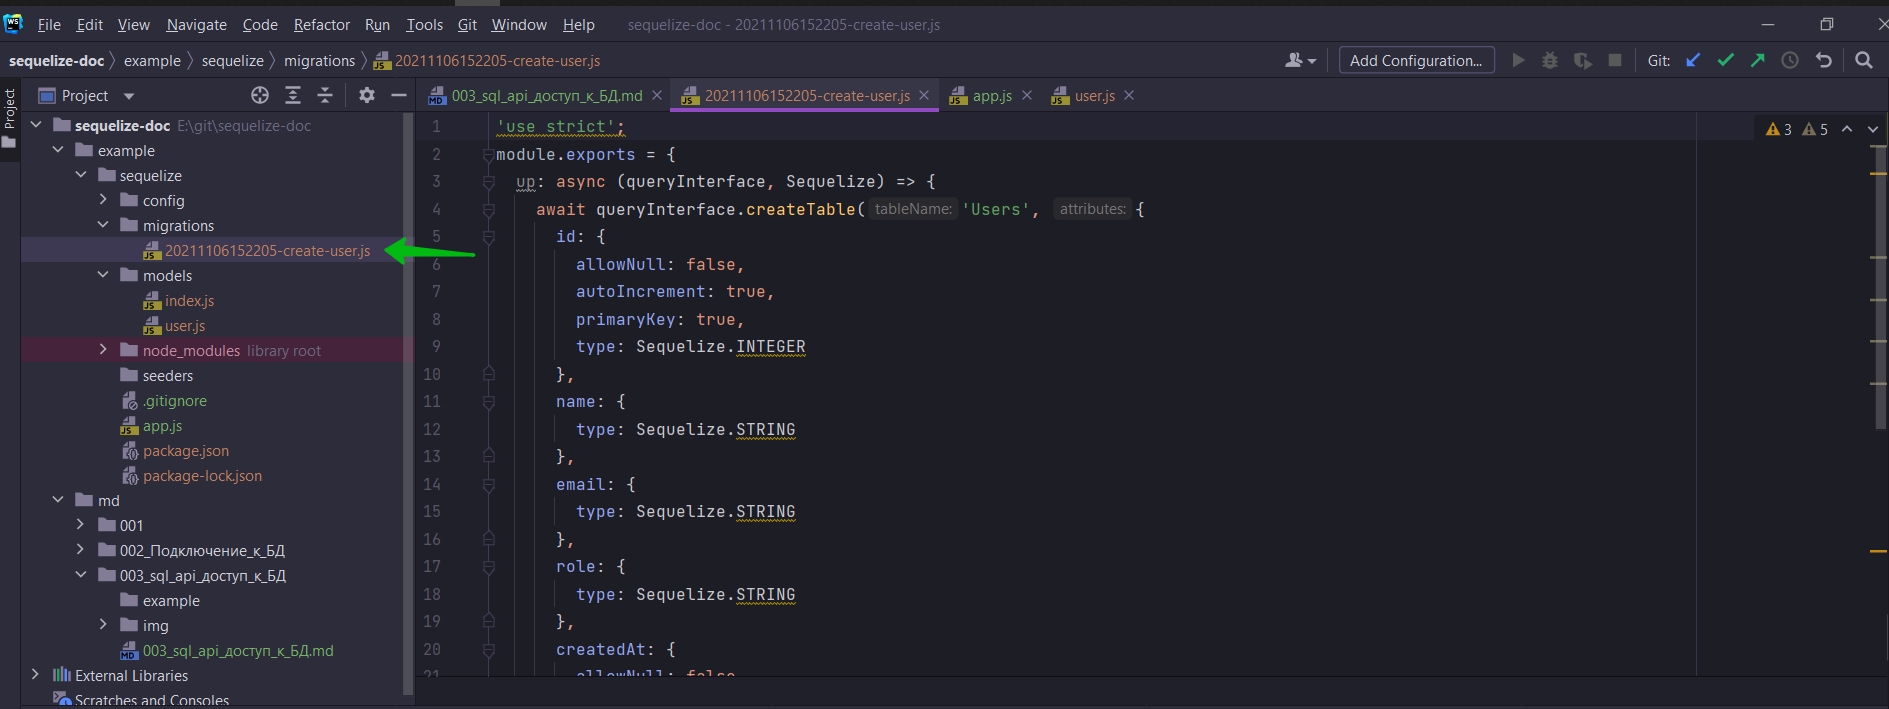 WS File Edit View Navigate Code Refactor Run Tools Git Window Help sequelize-doc - 20211106152205-create-user.js
sequelize-doc example sequelize migrations 20211106152205-create-user.js Add Configuration... Git:
Project
Project
003_sql_api_доступ_к_БД.md 20211106152205-create-user.js app.js user.js
sequelize-doc E:\git\sequelize-doc
example
sequelize
config
migrations
20211106152205-create-user.js
models
index.js
user.js
node_modules library root
seeders
.gitignore
app.js
package.json
package-lock.json
md
001
002_Подключение_к_БД
003_sql_api_доступ_к_БД
example
img
003_sql_api_доступ_к_БД.md
External Libraries
Scratches and Consoles
3 5
1 'use strict';
2 module.exports = {
3 up: async (queryInterface, Sequelize) => {
4 await queryInterface.createTable( tableName: 'Users', attributes: {
5 id: {
6 allowNull: false,
7 autoIncrement: true,
8 primaryKey: true,
9 type: Sequelize.INTEGER
10 },
11 name: {
12 type: Sequelize.STRING
13 },
14 email: {
15 type: Sequelize.STRING
16 },
17 role: {
18 type: Sequelize.STRING
19 },
20 createdAt: {
21 allowNull: false